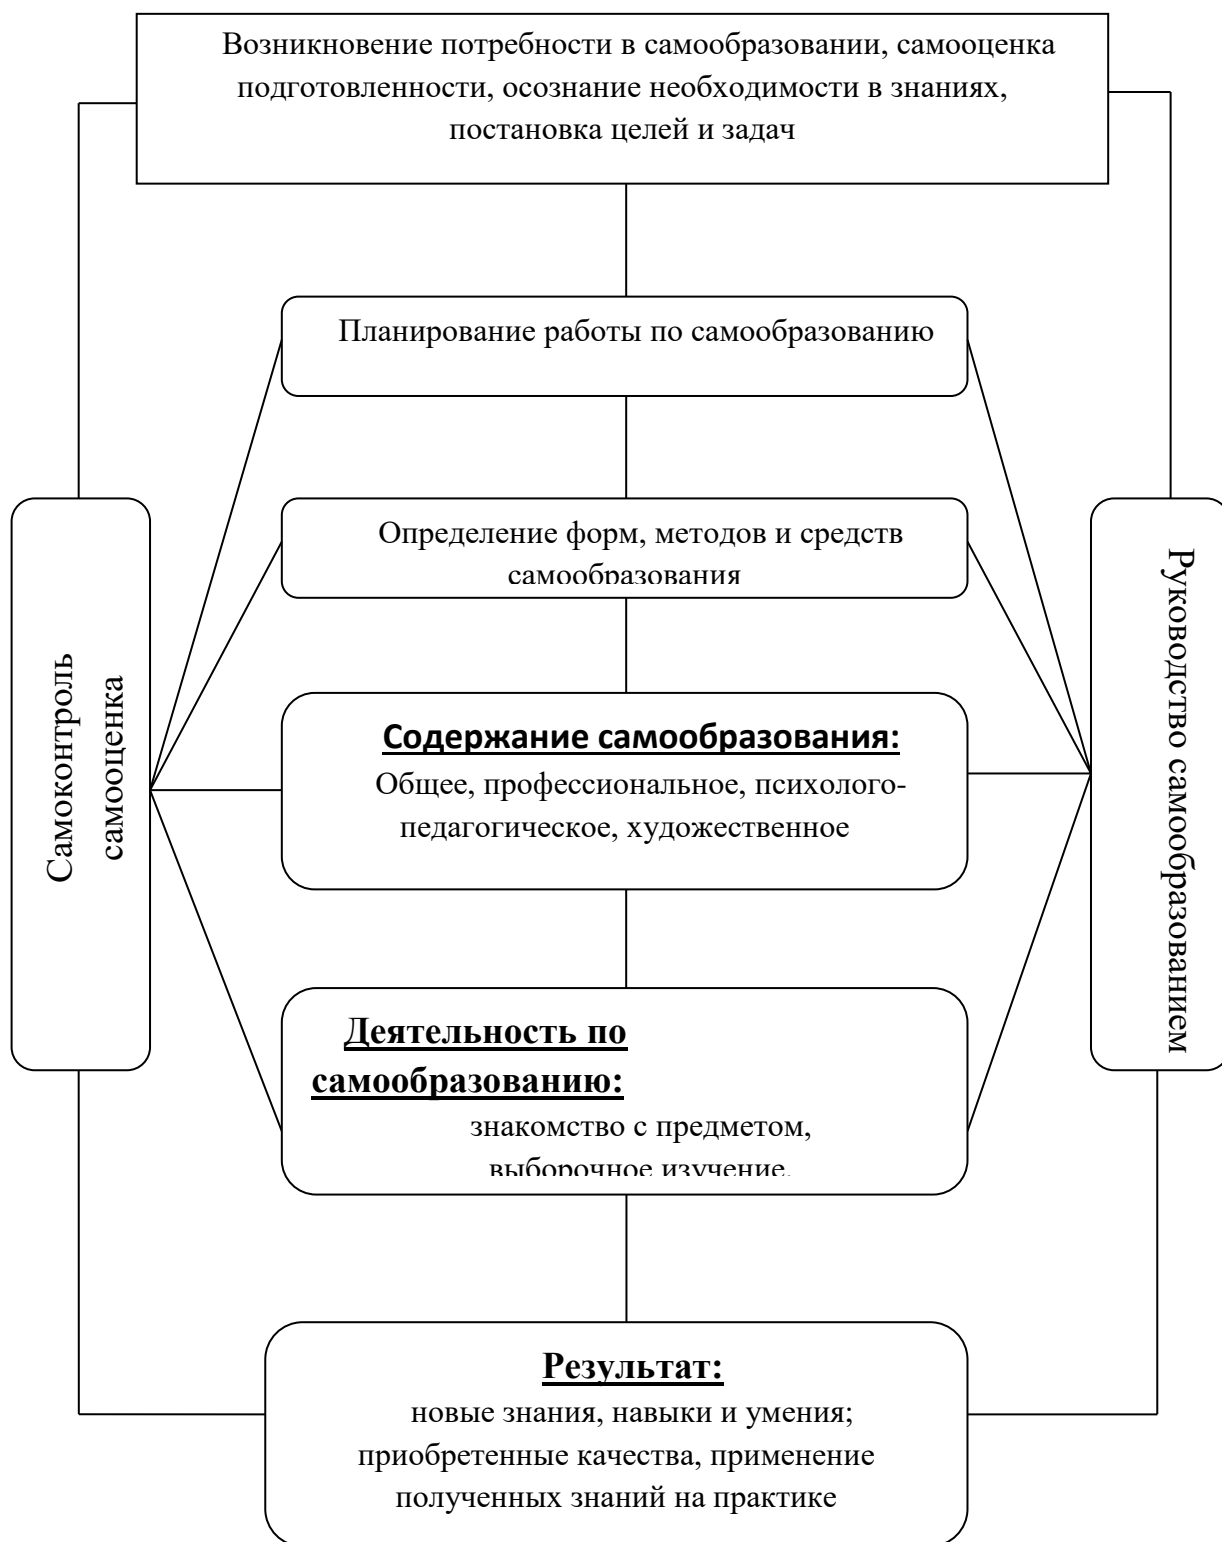 Возникновение потребности в самообразовании, самооценка
подготовленности, осознание необходимости в знаниях,
постановка целей и задач
Планирование работы по самообразованию
Определение форм, методов и средств
самообразования
Самоконтроль
самооценка
Содержание самообразования:
Общее, профессиональное, психолого-
педагогическое, художественное
Руководство самообразованием
Деятельность по
самообразованию:
знакомство с предметом,
выборочное изучение,
Результат:
новые знания, навыки и умения;
приобретенные качества, применение
полученных знаний на практике